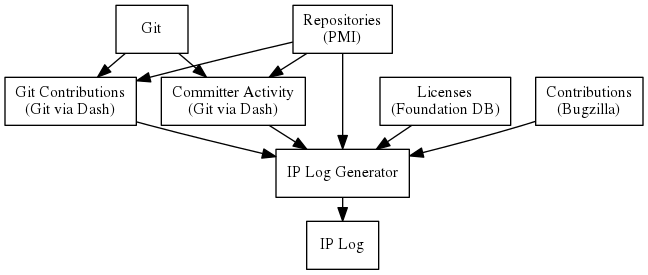 Git
Repositories
(PMI)
Git Contributions
(Git via Dash)
Committer Activity
(Git via Dash)
Licenses
(Foundation DB)
Contributions
(Bugzilla)
IP Log Generator
IP Log